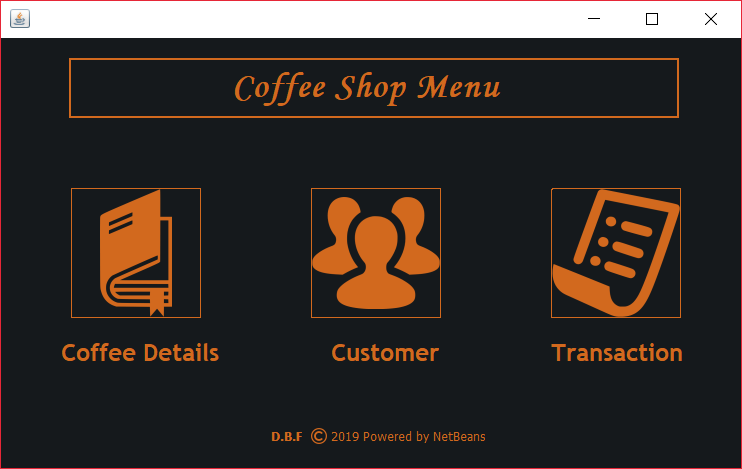 Coffee Shop Menu
Coffee Details
Customer
Transaction
D.B.F © 2019 Powered by NetBeans